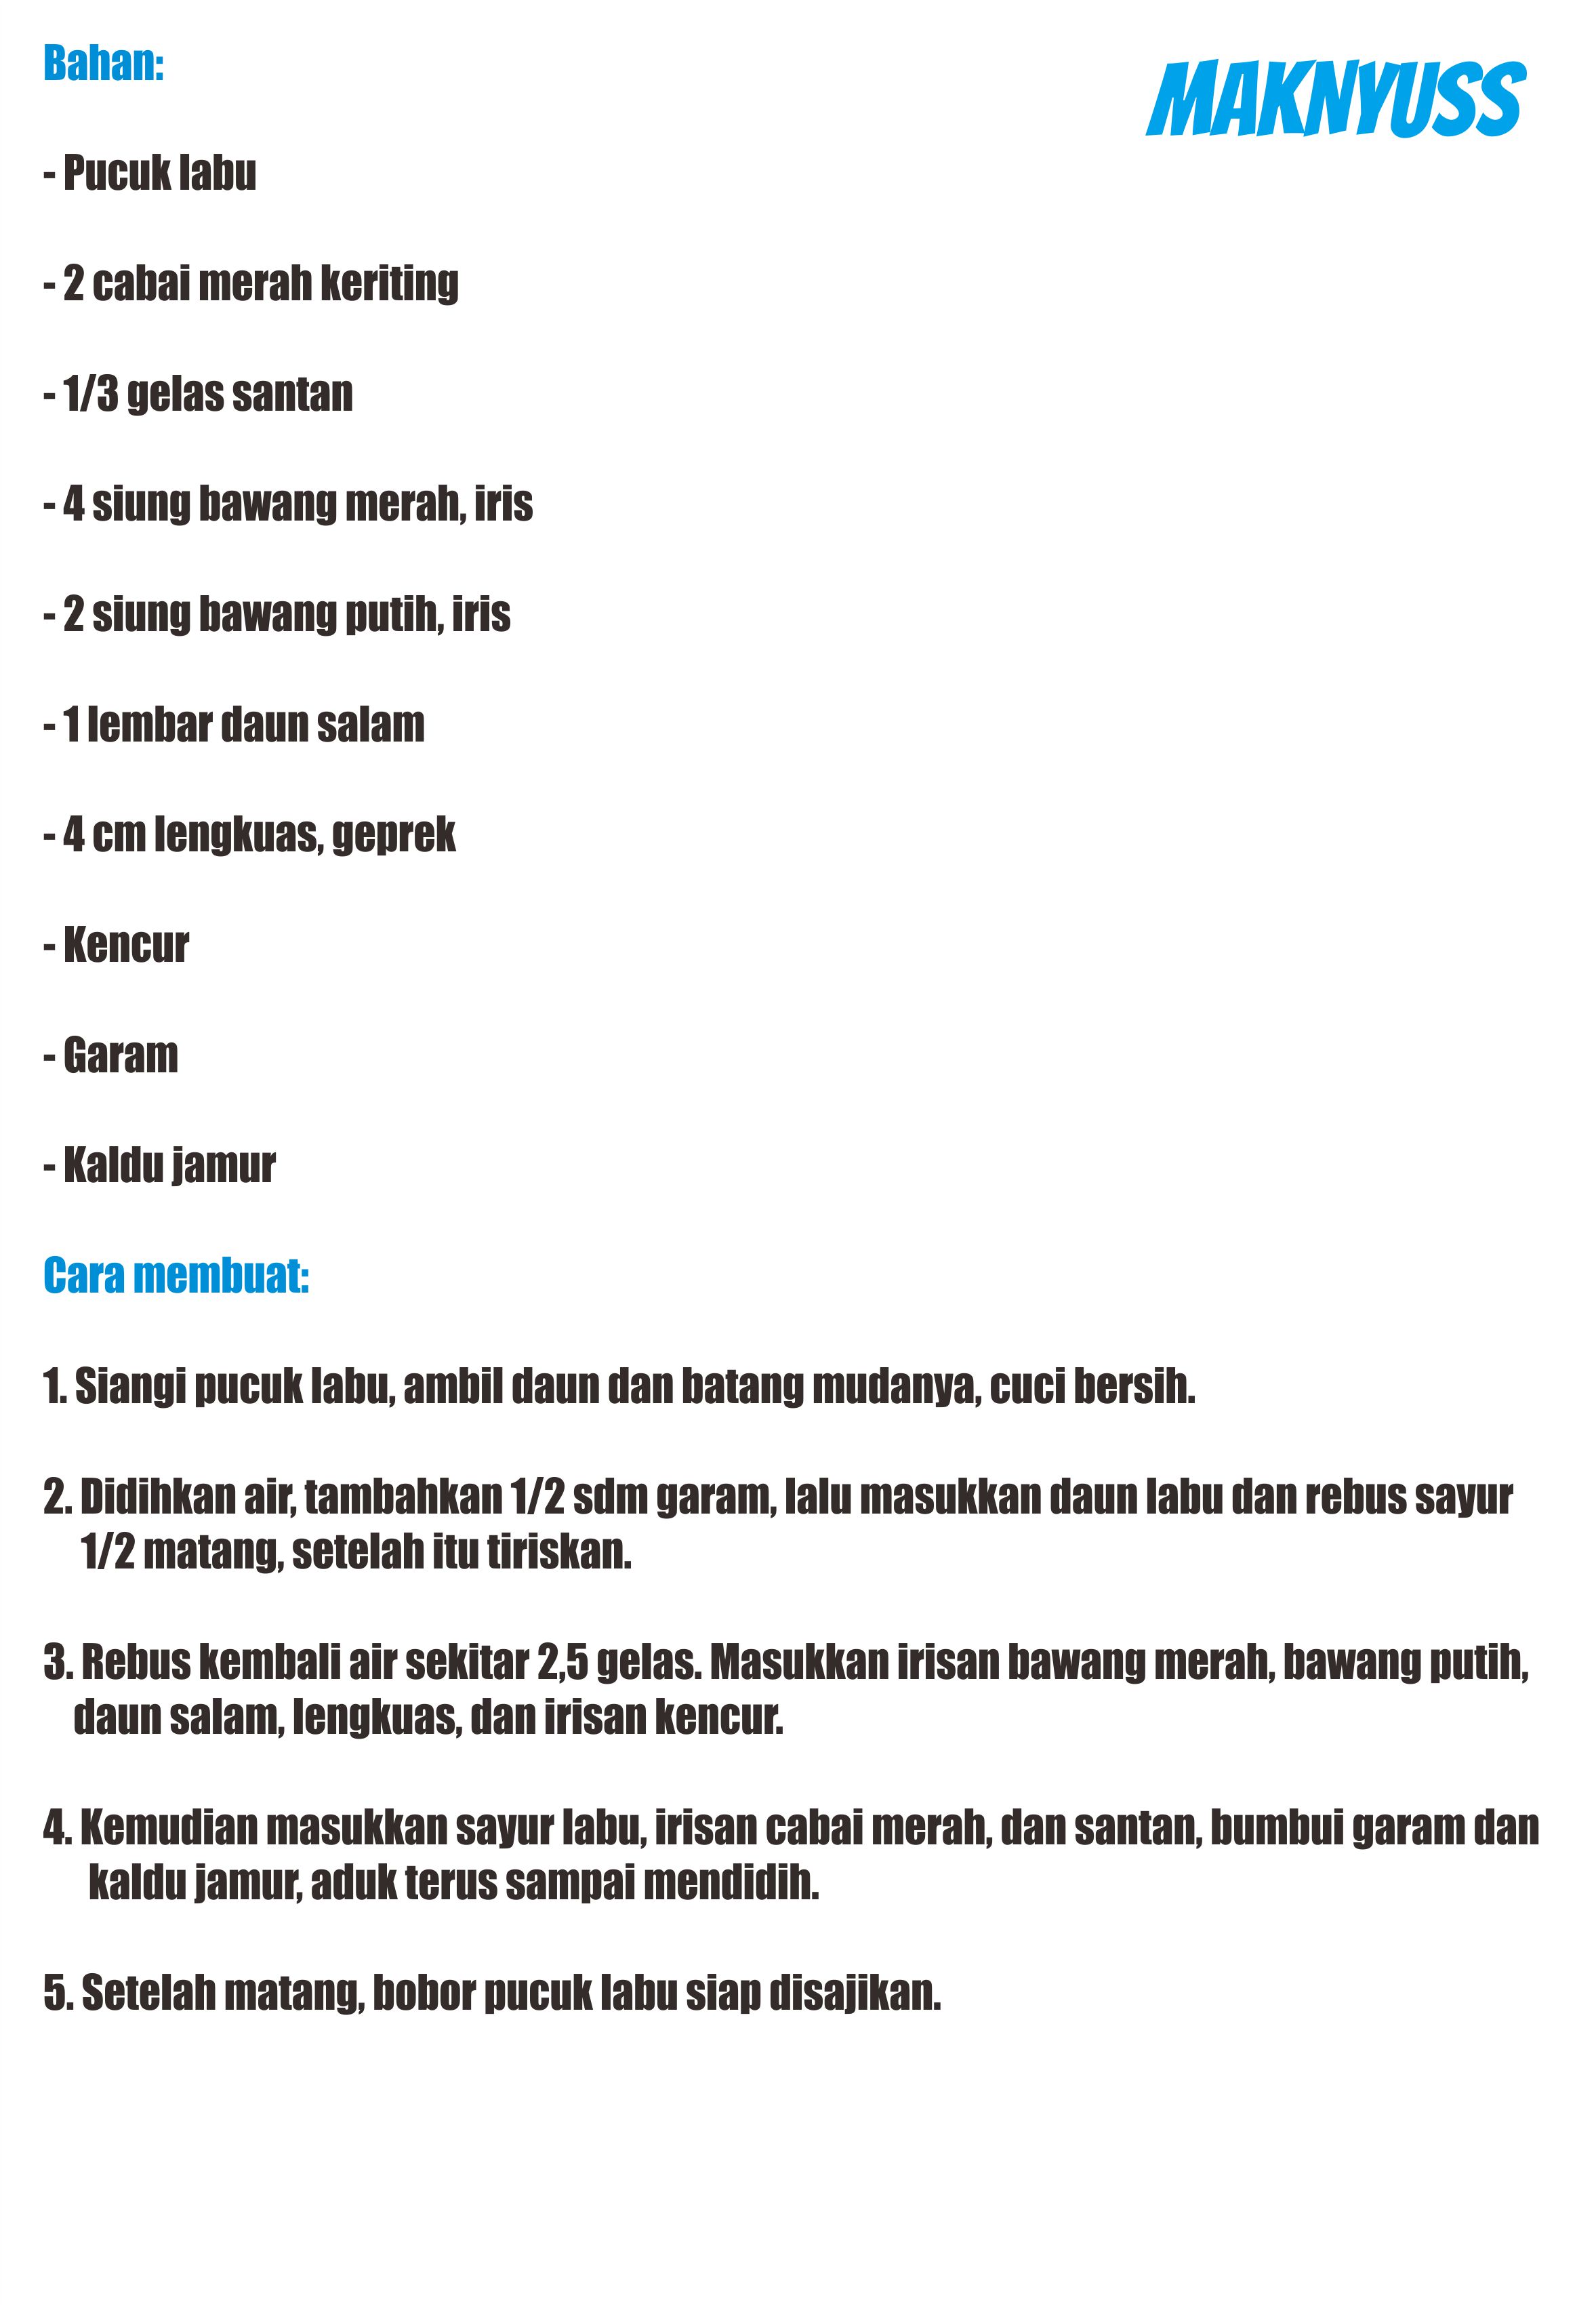 Bahan:
MAKNYUSS
- Pucuk labu
- 2 cabai merah keriting
- 1/3 gelas santan
- 4 siung bawang merah, iris
- 2 siung bawang putih, iris
- 1 lembar daun salam
- 4 cm lengkuas, geprek
- Kencur
- Garam
- Kaldu jamur
Cara membuat:
1. Siangi pucuk labu, ambil daun dan batang mudanya, cuci bersih.
2. Didihkan air, tambahkan 1/2 sdm garam, lalu masukkan daun labu dan rebus sayur
1/2 matang, setelah itu tiriskan.
3. Rebus kembali air sekitar 2,5 gelas. Masukkan irisan bawang merah, bawang putih,
daun salam, lengkuas, dan irisan kencur.
4. Kemudian masukkan sayur labu, irisan cabai merah, dan santan, bumbui garam dan
kaldu jamur, aduk terus sampai mendidih.
5. Setelah matang, bobor pucuk labu siap disajikan.